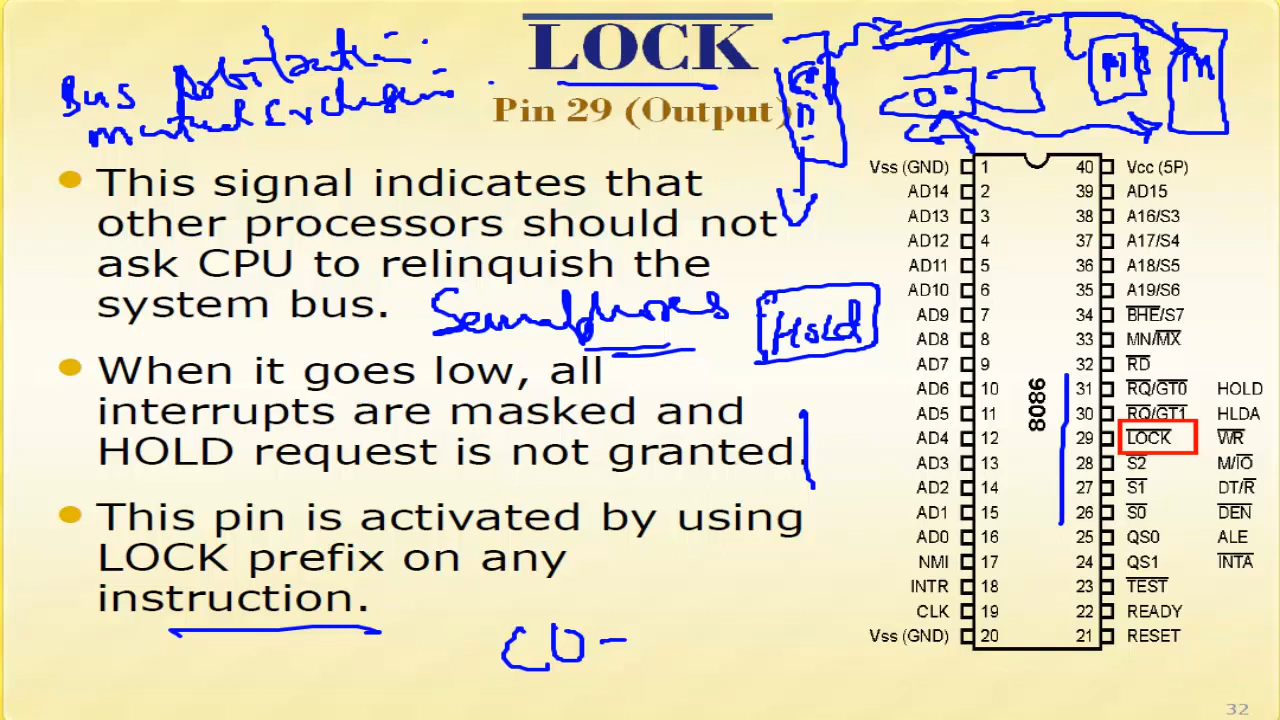 LOCK
Pin 29 (Output)
Bus Arbitration
mutual Exclusion
This signal indicates that
other processors should not
ask CPU to relinquish the
system bus.
Semaphores
Hold
When it goes low, all
interrupts are masked and
HOLD request is not granted.
This pin is activated by using
LOCK prefix on any
instruction.
Vss (GND) 1 40 Vcc (5P)
AD14 2 39 AD15
AD13 3 38 A16/S3
AD12 4 37 A17/S4
AD11 5 36 A18/S5
AD10 6 35 A19/S6
AD9 7 34 BHE/S7
AD8 8 33 MN/MX
AD7 9 32 RD
AD6 10 31 RQ/GT0 HOLD
AD5 11 30 RQ/GT1 HLDA
AD4 12 29 LOCK WR
AD3 13 28 S2 M/IO
AD2 14 27 S1 DT/R
AD1 15 26 S0 DEN
AD0 16 25 QS0 ALE
NMI 17 24 QS1 INTA
INTR 18 23 TEST
CLK 19 22 READY
Vss (GND) 20 21 RESET
8086
32